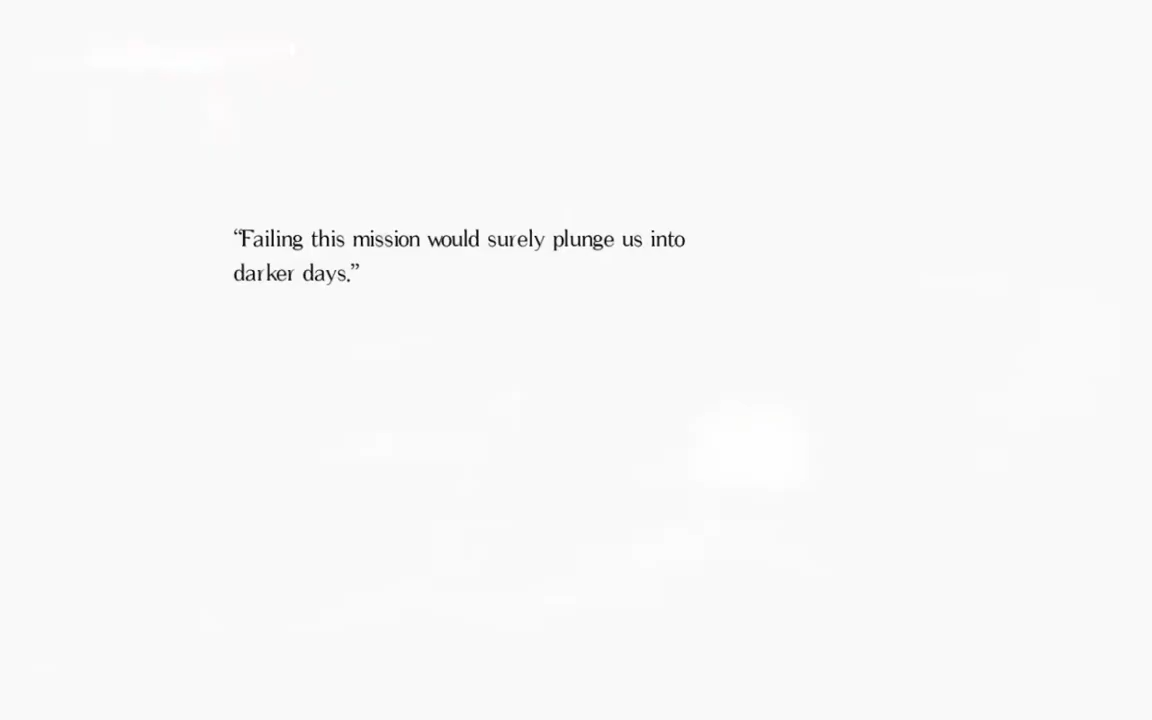 “Failing this mission would surely plunge us into
darker days.”